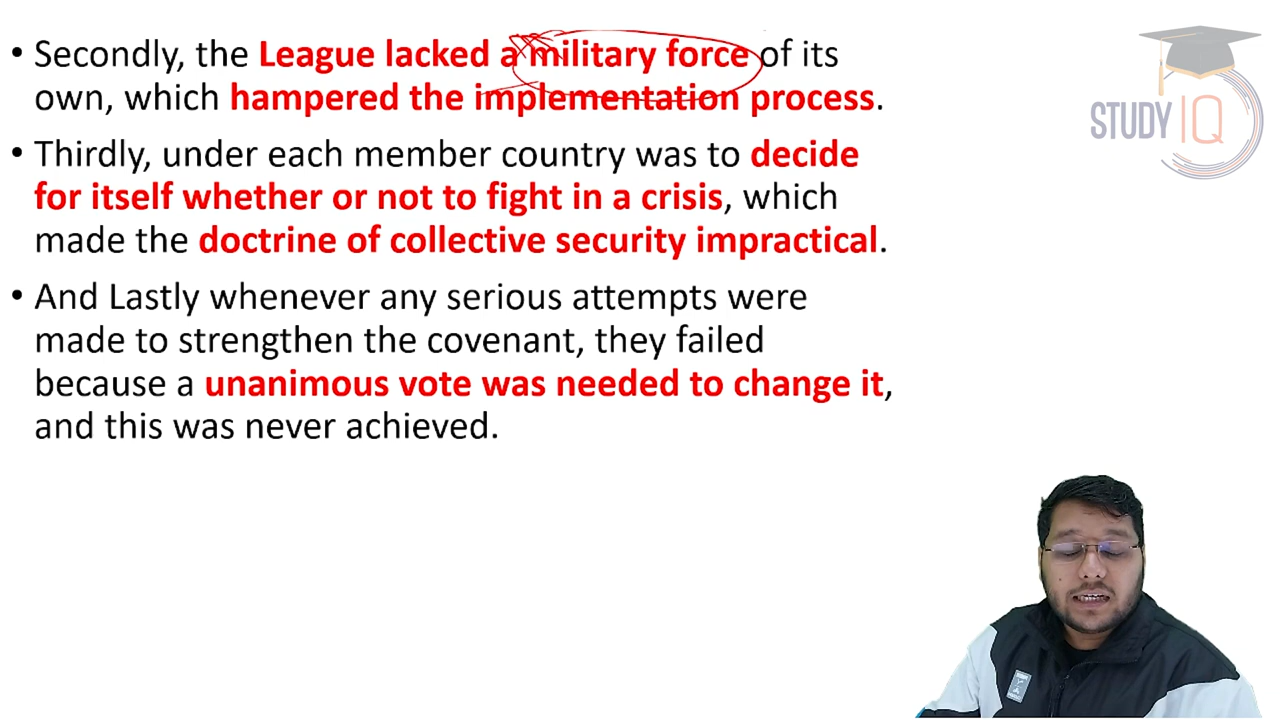 • Secondly, the League lacked a military force of its
own, which hampered the implementation process.
• Thirdly, under each member country was to decide
for itself whether or not to fight in a crisis, which
made the doctrine of collective security impractical.
• And Lastly whenever any serious attempts were
made to strengthen the covenant, they failed
because a unanimous vote was needed to change it,
and this was never achieved.
STUDY IQ